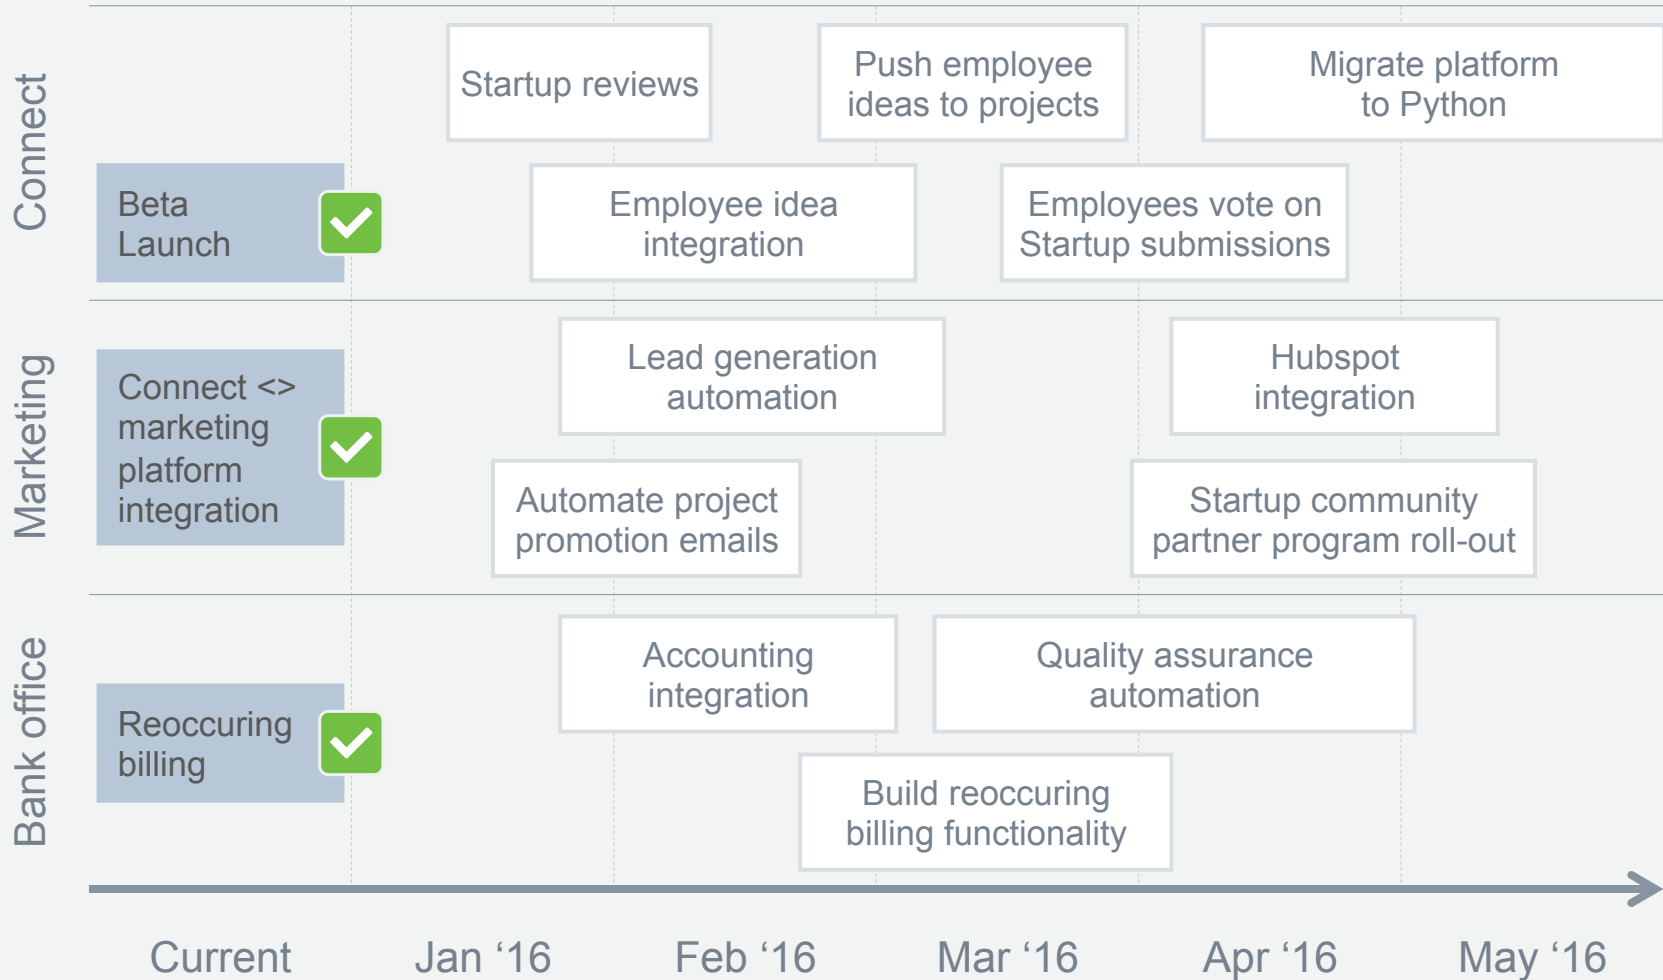 Connect
Startup reviews
Push employee
ideas to projects
Migrate platform
to Python
Beta
Launch
Employee idea
integration
Employees vote on
Startup submissions
Marketing
Connect <>
marketing
platform
integration
Lead generation
automation
Hubspot
integration
Automate project
promotion emails
Startup community
partner program roll-out
Bank office
Reoccuring
billing
Accounting
integration
Quality assurance
automation
Build reoccuring
billing functionality
Current
Jan ‘16
Feb ‘16
Mar ‘16
Apr ‘16
May ‘16